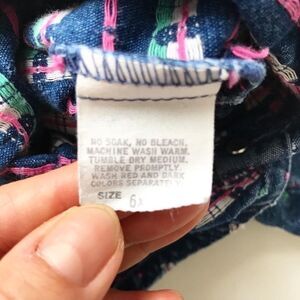 NO SOAK, NO BLEACH,
MACHINE WASH WARM.
TUMBLE DRY MEDIUM.
REMOVE PROMPTLY.
WASH RED AND DARK
COLORS SEPARATELY
SIZE 6X